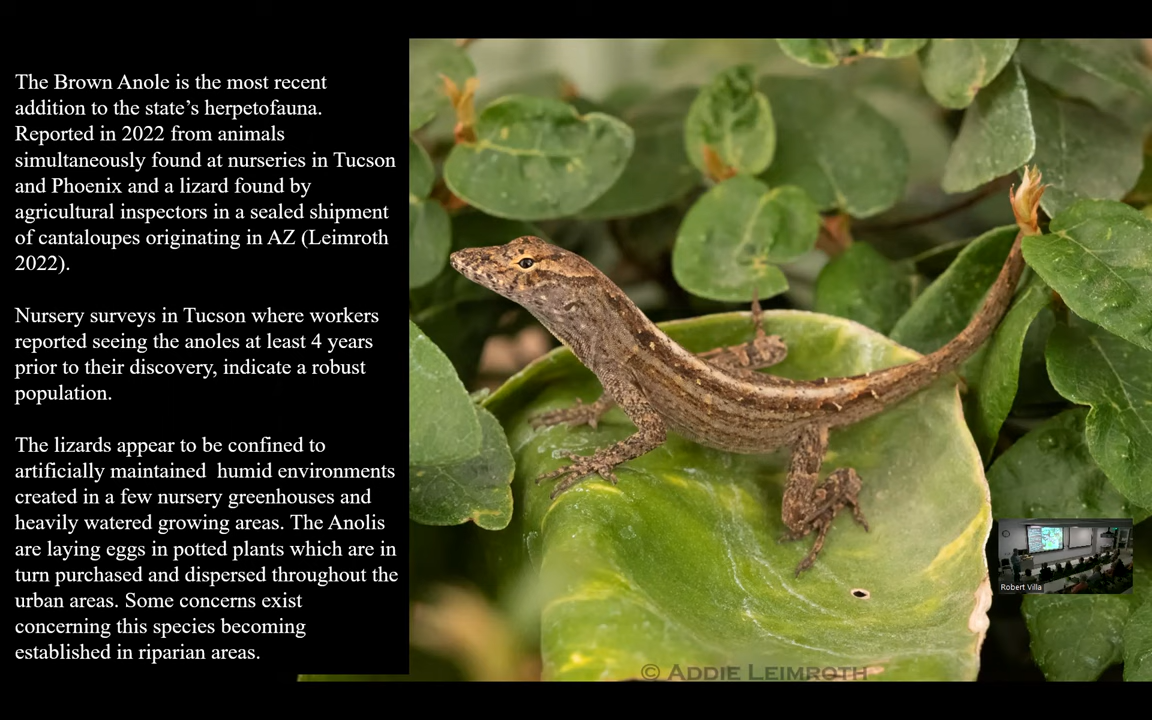 The Brown Anole is the most recent
addition to the state's herpetofauna.
Reported in 2022 from animals
simultaneously found at nurseries in Tucson
and Phoenix and a lizard found by
agricultural inspectors in a sealed shipment
of cantaloupes originating in AZ (Leimroth
2022).
Nursery surveys in Tucson where workers
reported seeing the anoles at least 4 years
prior to their discovery, indicate a robust
population.
The lizards appear to be confined to
artificially maintained  humid environments
created in a few nursery greenhouses and
heavily watered growing areas. The Anolis
are laying eggs in potted plants which are in
turn purchased and dispersed throughout the
urban areas. Some concerns exist
concerning this species becoming
established in riparian areas.
Robert Villa
© Addie Leimroth